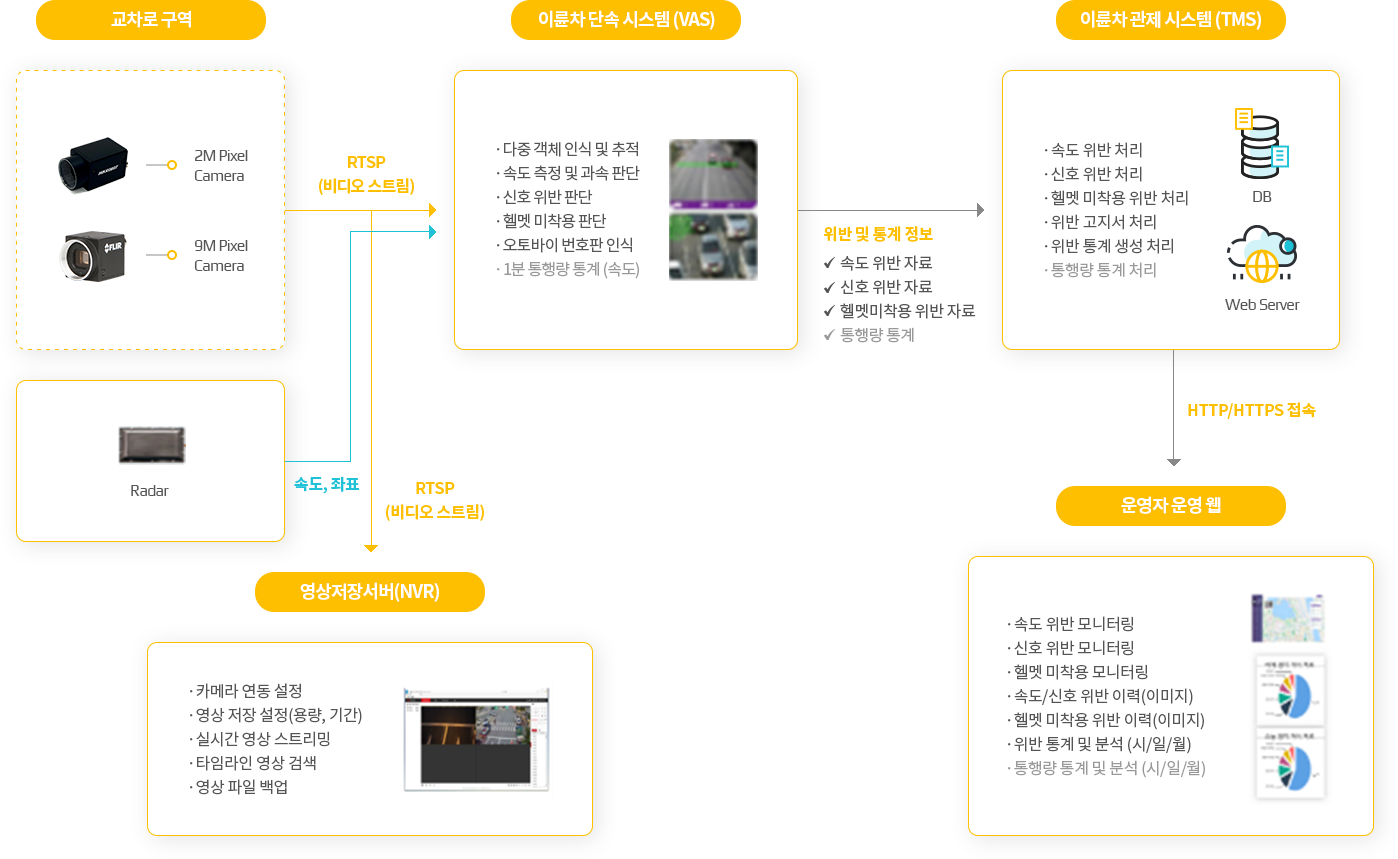 교차로 구역
2M Pixel
Camera
9M Pixel
Camera
FLIR
Radar
RTSP
(비디오 스트림)
속도, 좌표
RTSP
(비디오 스트림)
이륜차 단속 시스템 (VAS)
· 다중 객체 인식 및 추적
· 속도 측정 및 과속 판단
· 신호 위반 판단
· 헬멧 미착용 판단
· 오토바이 번호판 인식
· 1분 통행량 통계 (속도)
위반 및 통계 정보
✓ 속도 위반 자료
✓ 신호 위반 자료
✓ 헬멧미착용 위반 자료
✓ 통행량 통계
이륜차 관제 시스템 (TMS)
· 속도 위반 처리
· 신호 위반 처리
· 헬멧 미착용 위반 처리
· 위반 고지서 처리
· 위반 통계 생성 처리
· 통행량 통계 처리
DB
Web Server
HTTP/HTTPS 접속
영상저장서버(NVR)
· 카메라 연동 설정
· 영상 저장 설정(용량, 기간)
· 실시간 영상 스트리밍
· 타임라인 영상 검색
· 영상 파일 백업
운영자 운영 웹
· 속도 위반 모니터링
· 신호 위반 모니터링
· 헬멧 미착용 모니터링
· 속도/신호 위반 이력(이미지)
· 헬멧 미착용 위반 이력(이미지)
· 위반 통계 및 분석 (시/일/월)
· 통행량 통계 및 분석 (시/일/월)